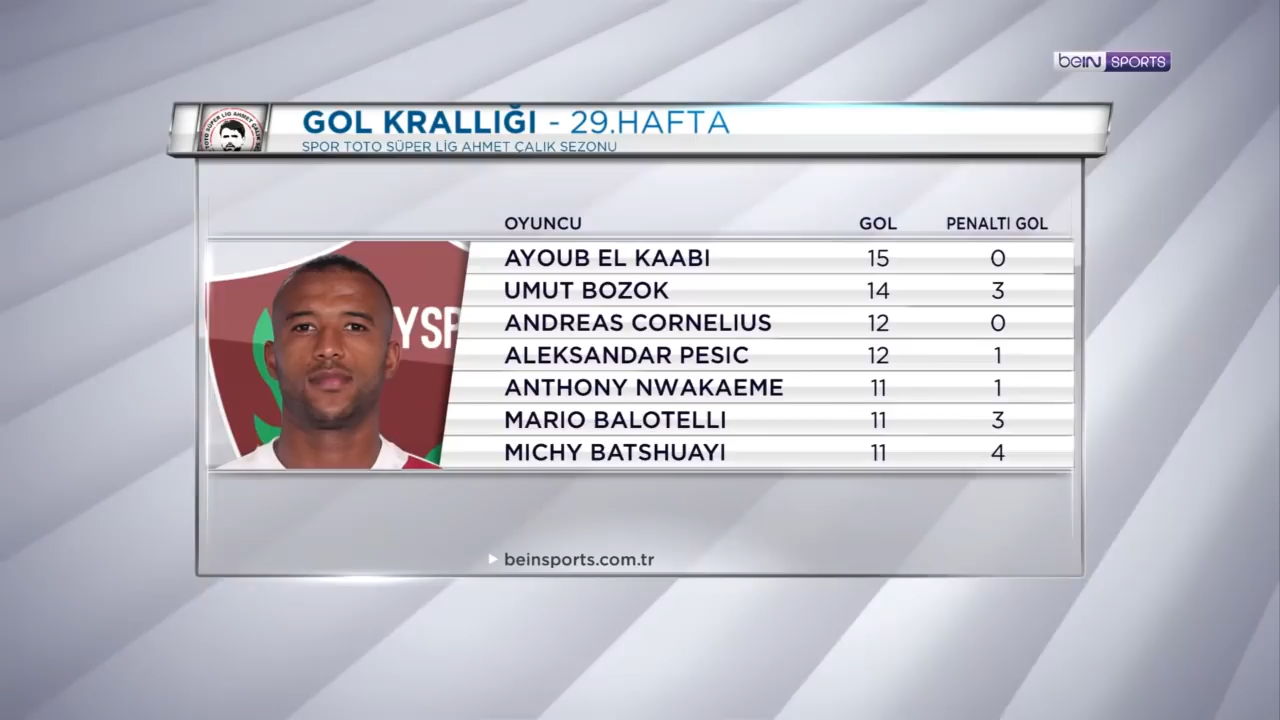 beIN SPORTS
GOL KRALLIĞI - 29.HAFTA
SPOR TOTO SÜPER LİG AHMET ÇALIK SEZONU
OYUNCU GOL PENALTI GOL
AYOUB EL KAABI 15 0
UMUT BOZOK 14 3
ANDREAS CORNELIUS 12 0
ALEKSANDAR PESIC 12 1
ANTHONY NWAKAEME 11 1
MARIO BALOTELLI 11 3
MICHY BATSHUAYI 11 4
YSP
beinsports.com.tr